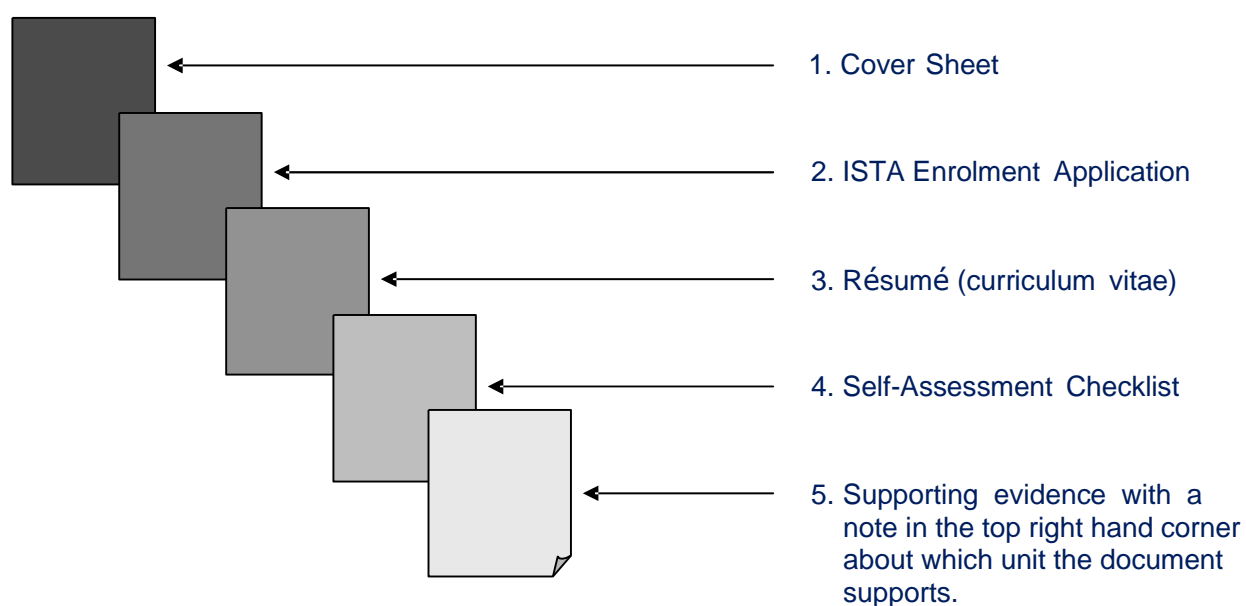 1. Cover Sheet
2. ISTA Enrolment Application
3. Résumé (curriculum vitae)
4. Self-Assessment Checklist
5. Supporting evidence with a
note in the top right hand corner
about which unit the document
supports.